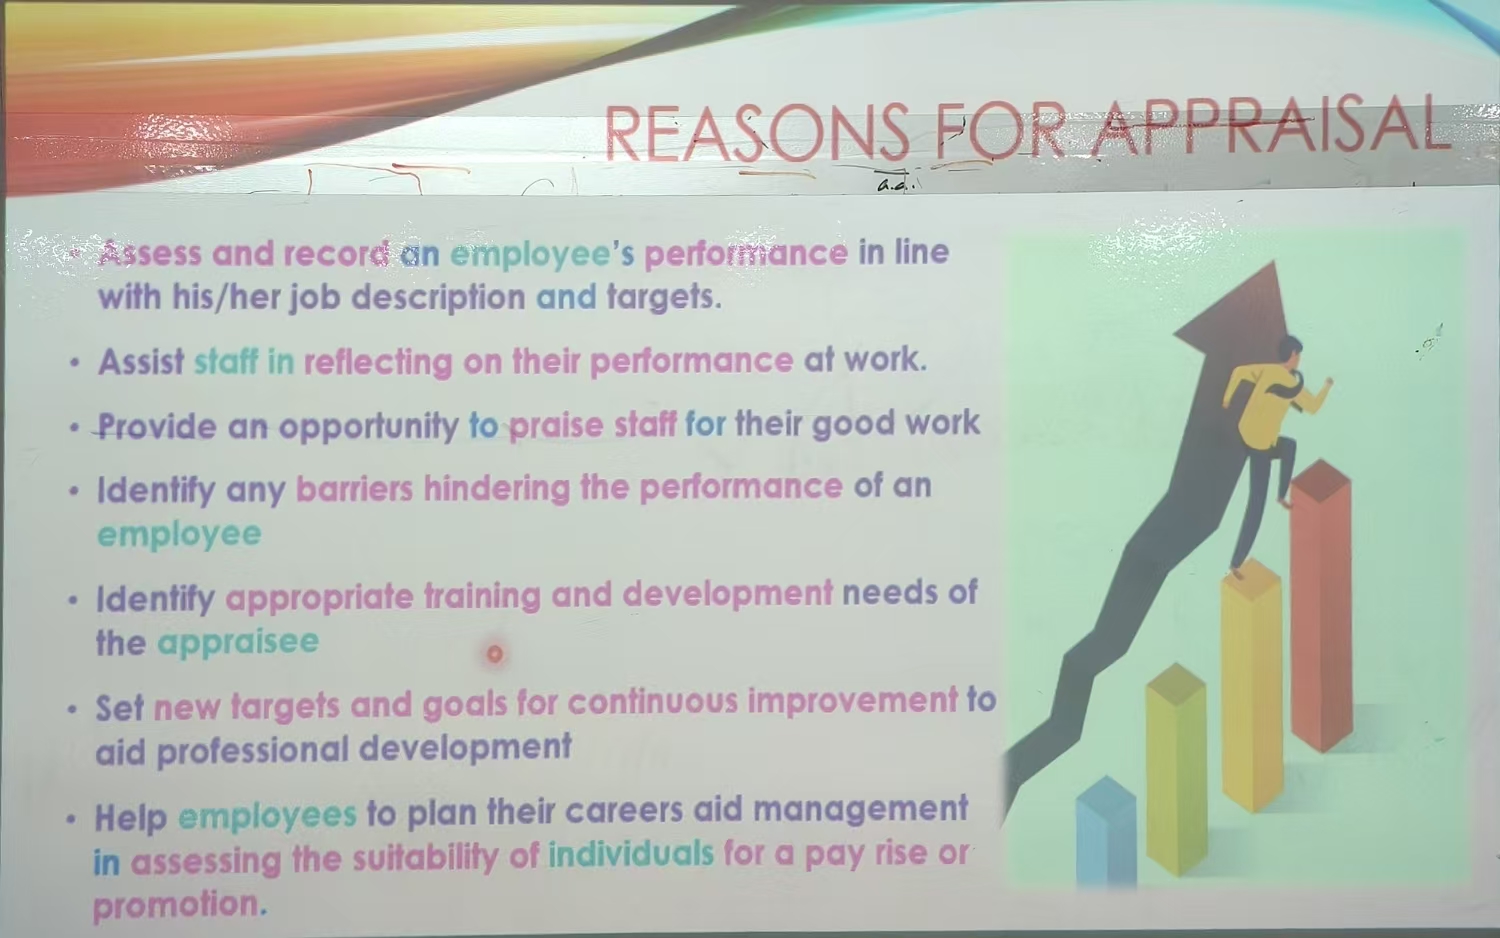 REASONS FOR APPRAISAL
• Assess and record an employee's performance in line
with his/her job description and targets.
• Assist staff in reflecting on their performance at work.
• Provide an opportunity to praise staff for their good work
• Identify any barriers hindering the performance of an
employee
• Identify appropriate training and development needs of
the appraisee
• Set new targets and goals for continuous improvement to
aid professional development
• Help employees to plan their careers aid management
in assessing the suitability of individuals for a pay rise or
promotion.